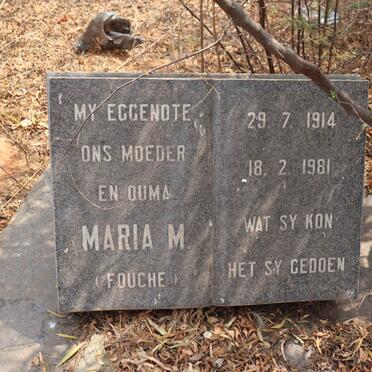 MY EGGENOTE
ONS MOEDER
EN OUMA
MARIA M.
(FOUCHE)
29. 7. 1914
18. 2. 1981
WAT SY KON
HET SY GEDOEN